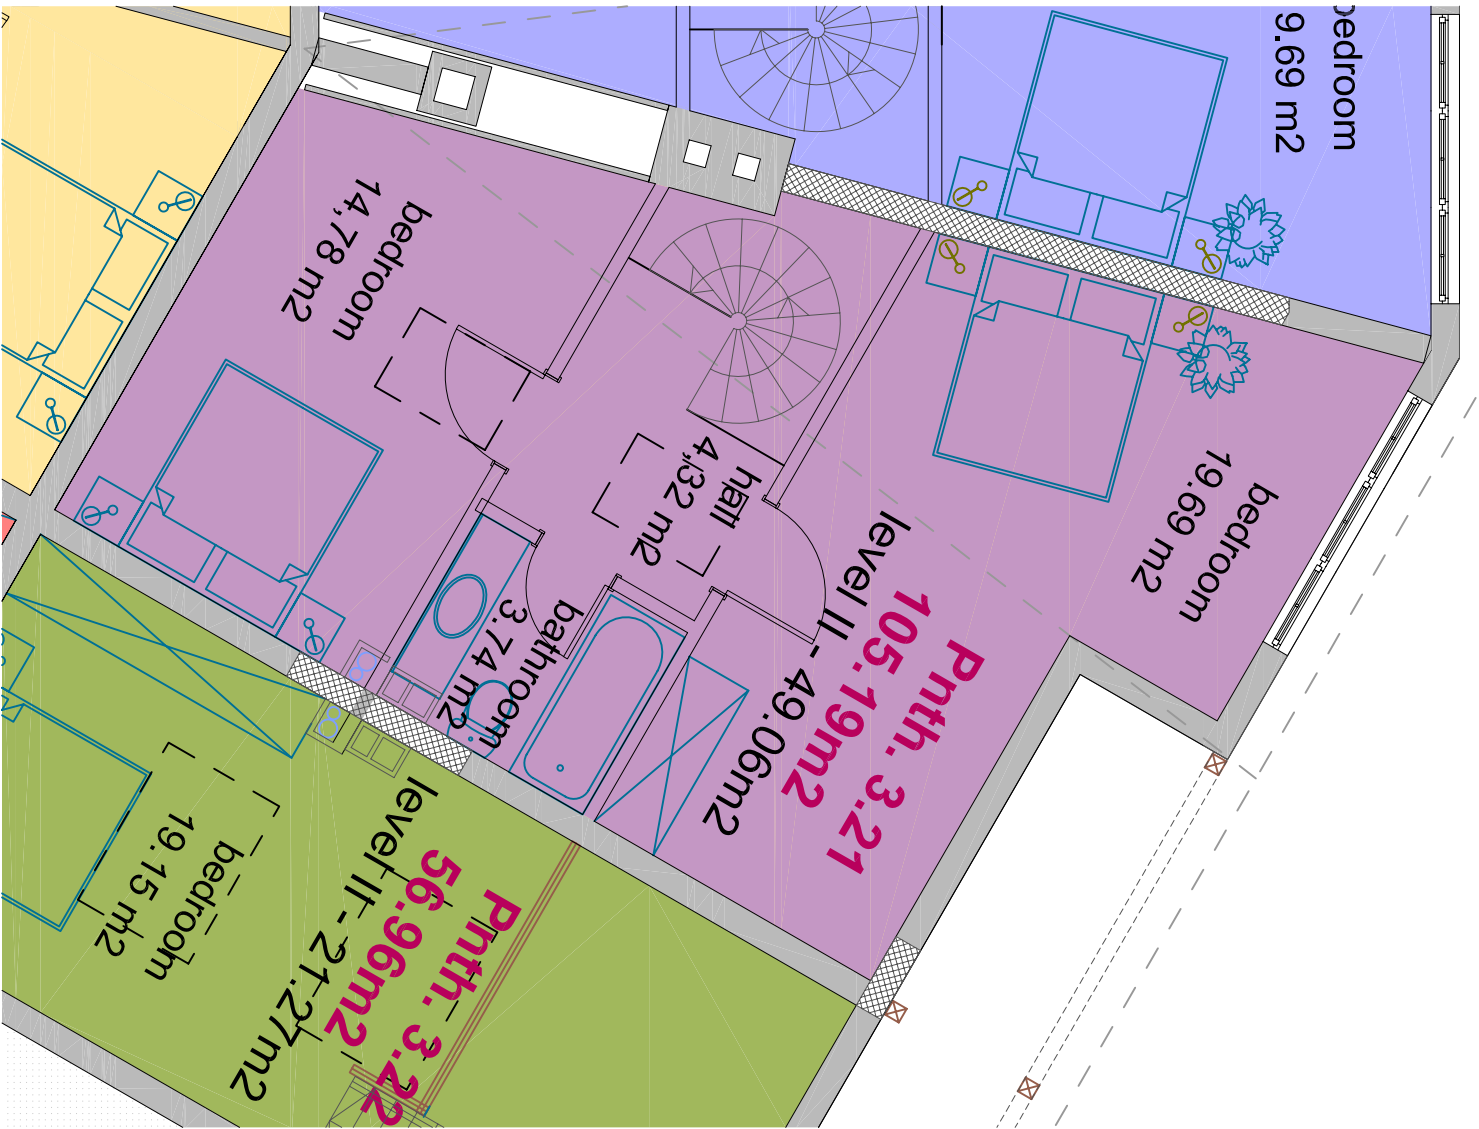 bedroom
9.69 m2
bedroom
14,78 m2
hall
4,32 m2
bedroom
19.69 m2
bathroom
3.74 m2
Pnth. 3.21
105.19m2
level II - 49.06m2
bedroom
19.15 m2
Pnth. 3.22
56.96m2
level II - 21.27m2